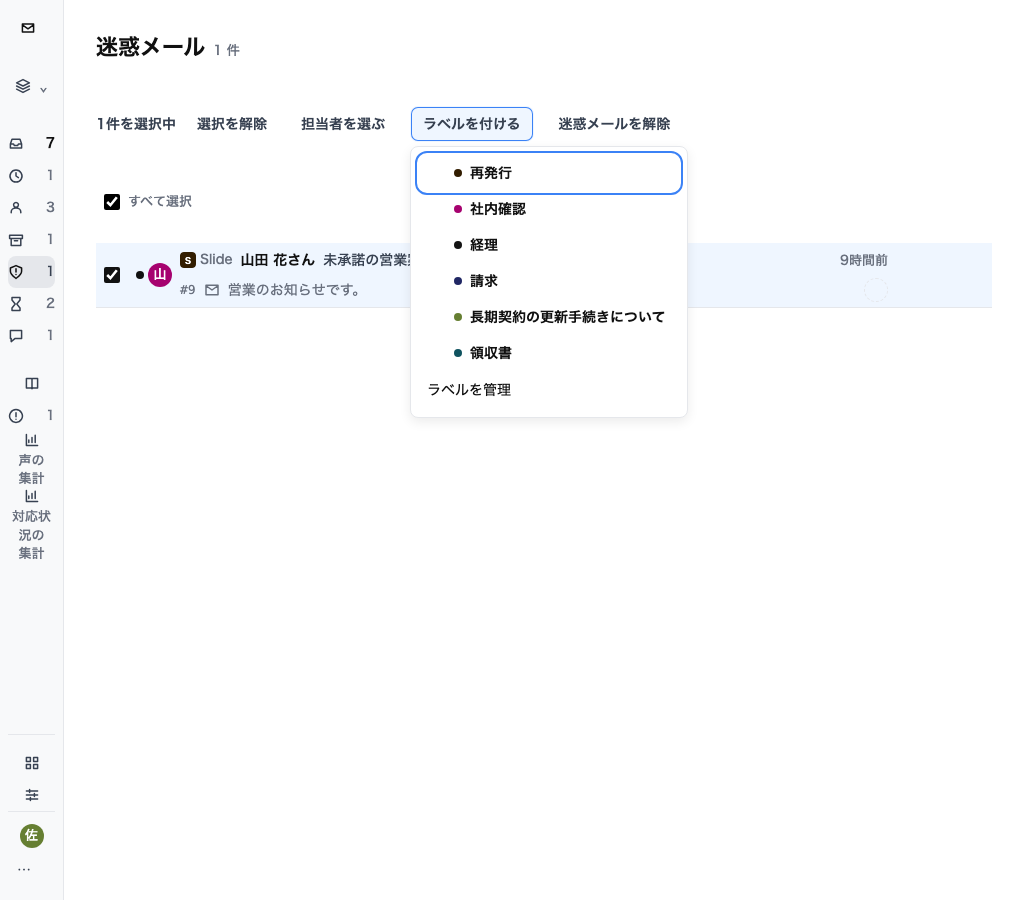 迷惑メール 1 件
1件を選択中 選択を解除 担当者を選ぶ ラベルを付ける 迷惑メールを解除
再発行
社内確認
経理
請求
長期契約の更新手続きについて
領収書
ラベルを管理
すべて選択
山 s Slide 山田 花さん 未承諾の営業 9時間前
#9 営業のお知らせです。
7
1
3
1
1
2
1
1
声の
集計
対応状
況の
集計
佐
…